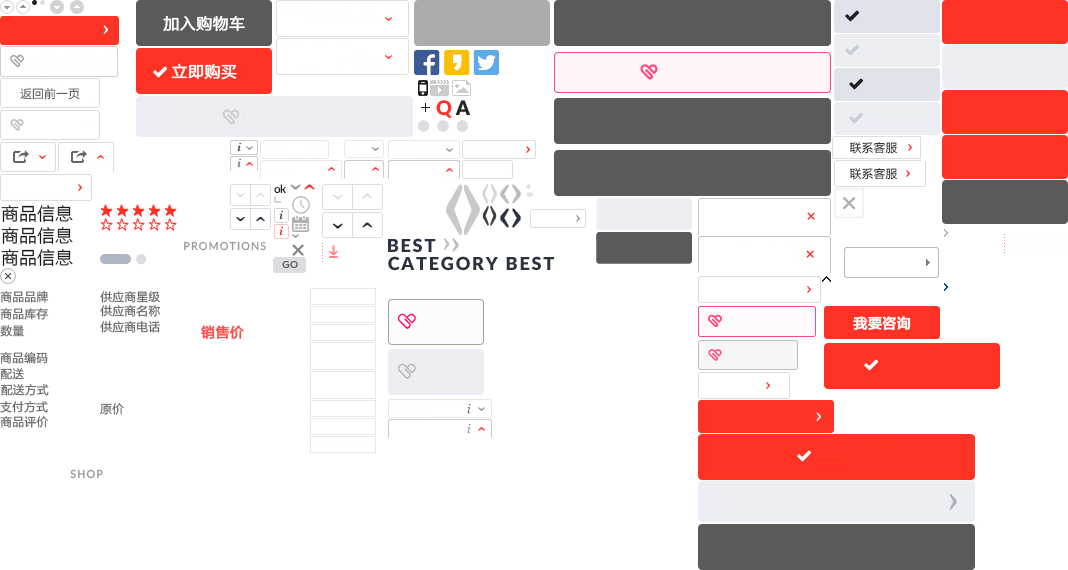 加入购物车
立即购买
返回前一页
Q A
i
i
联系客服
联系客服
ok
i
i
商品信息
商品信息
商品信息
PROMOTIONS
BEST
CATEGORY BEST
GO
商品品牌
供应商星级
商品库存
供应商名称
数量
供应商电话
销售价
我要咨询
商品编码
配送
配送方式
支付方式
原价
商品评价
i
i
SHOP